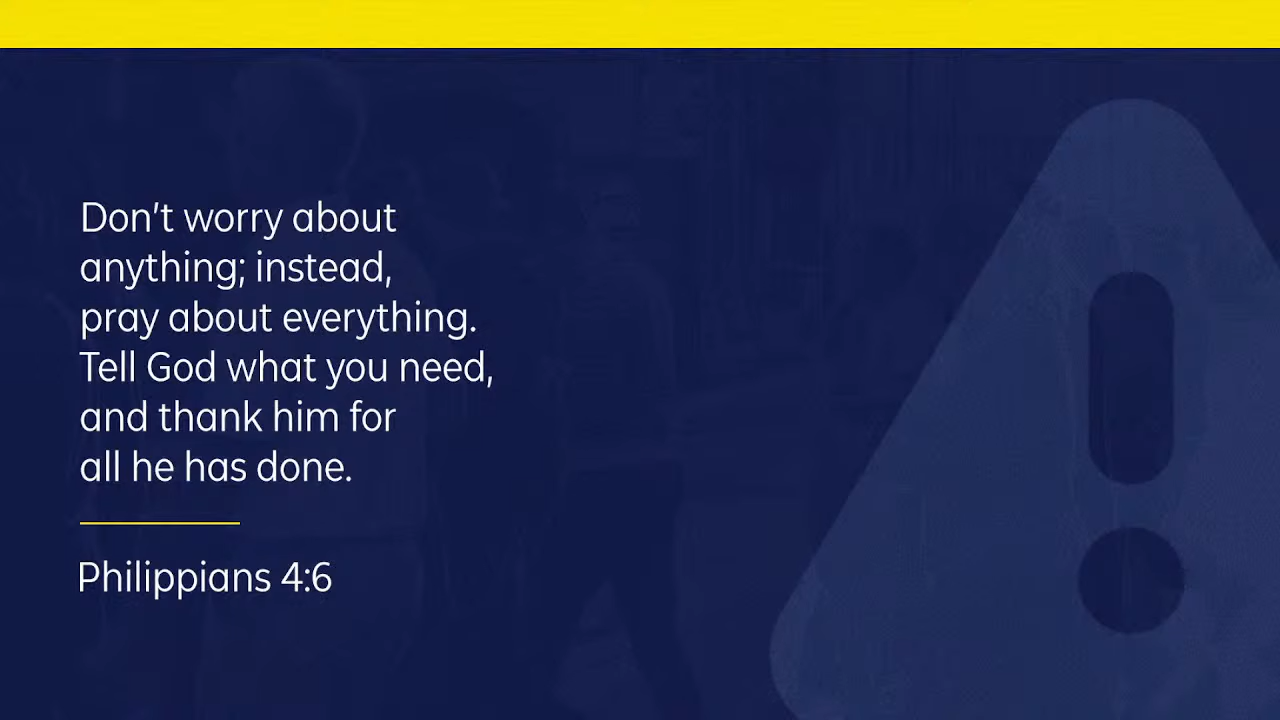 Don't worry about
anything; instead,
pray about everything.
Tell God what you need,
and thank him for
all he has done.
Philippians 4:6